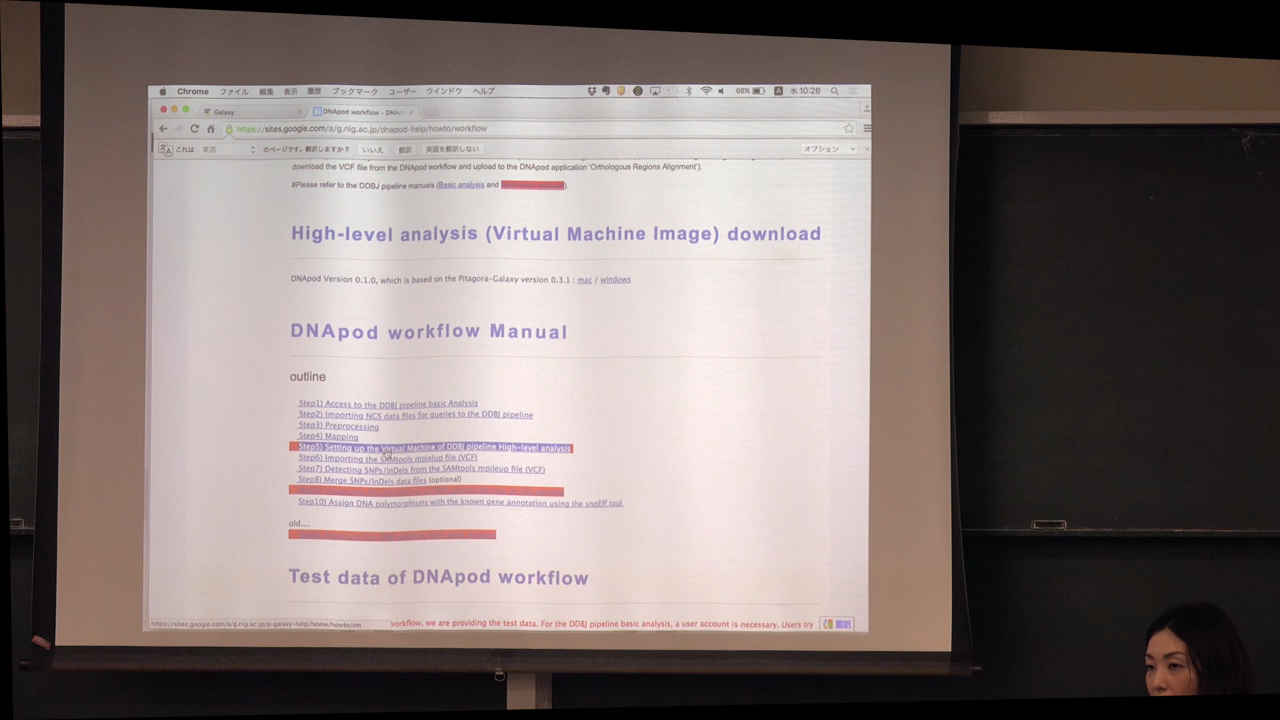 Chrome ファイル 編集 表示 履歴 ブックマーク ユーザー ウインドウ ヘルプ 68% A 水10:26
Galaxy × DNApod workflow - DNA ×
https://sites.google.com/a/g.nig.ac.jp/dnapod-help/howto/workflow
これは 英語 のページです。翻訳しますか? いいえ 翻訳 英語を翻訳しない オプション
download the VCF file from the DNApod workflow and upload to the DNApod application 'Orthologous Regions Alignment').
#Please refer to the DDBJ pipeline manuals (Basic analysis and
High-level analysis (Virtual Machine Image) download
DNApod Version 0.1.0, which is based on the Pitagora-Galaxy version 0.3.1 : mac / windows
DNApod workflow Manual
outline
Step1) Access to the DDBJ pipeline basic Analysis
Step2) Importing NGS data files for queries to the DDBJ pipeline
Step3) Preprocessing
Step4) Mapping
Step5) Setting up the Virtual Machine of DDBJ pipeline High-level analysis
Step6) Importing the SAMtools mpielup file (VCF)
Step7) Detecting SNPs/InDels from the SAMtools mpileup file (VCF)
Step8) Merge SNPs/InDels data files (optional)
Step10) Assign DNA polymorphisms with the known gene annotation using the snpEff tool.
old....
Test data of DNApod workflow
https://sites.google.com/a/g.nig.ac.jp/p-galaxy-help/home/howto/vm
workflow, we are providing the test data. For the DDBJ pipeline basic analysis, a user account is necessary. Users try
翻訳